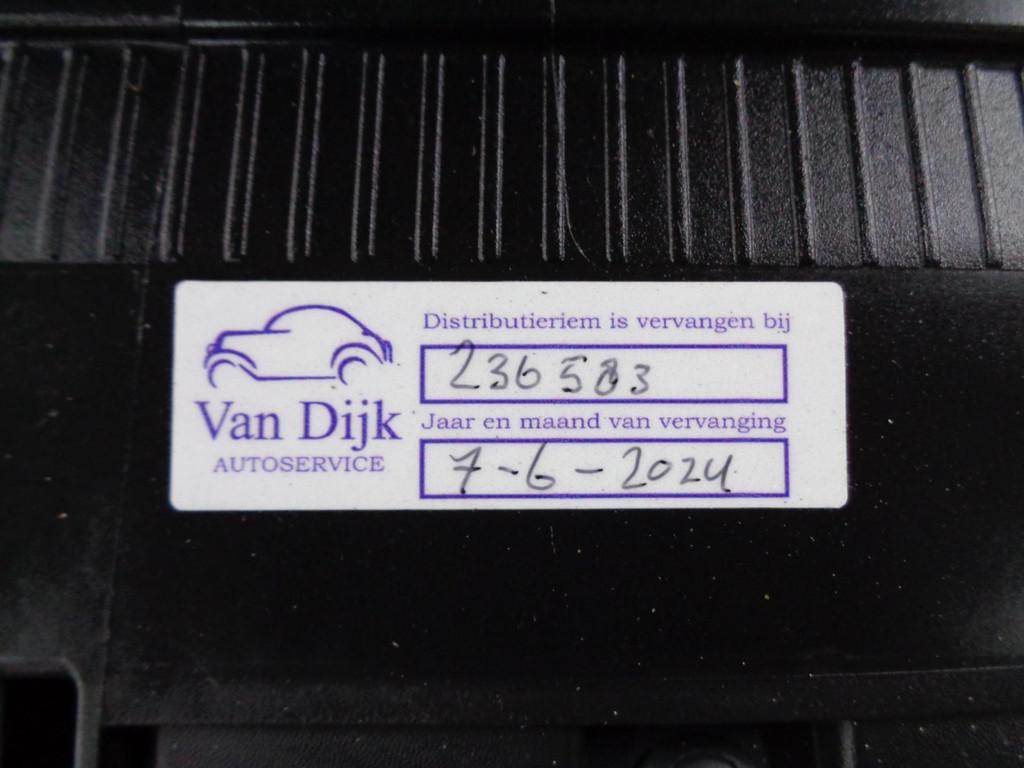 Van Dijk
AUTOSERVICE
Distributieriem is vervangen bij
236583
Jaar en maand van vervanging
7-6-2024